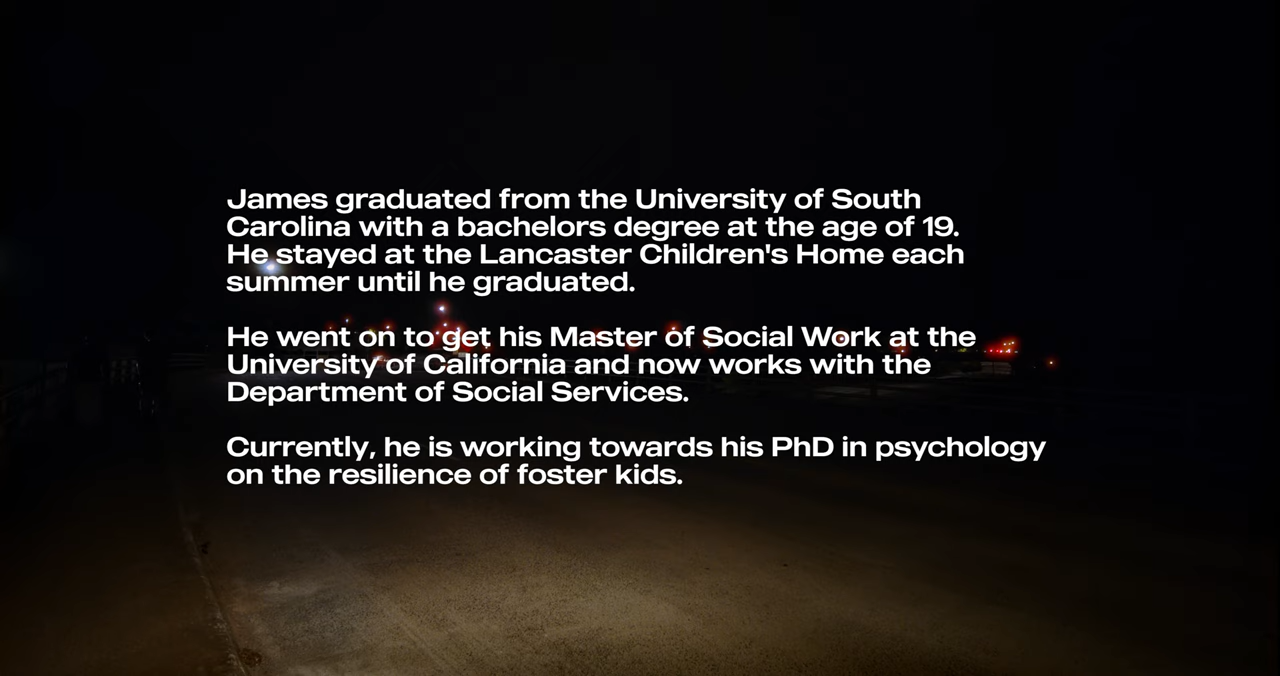 James graduated from the University of South
Carolina with a bachelors degree at the age of 19.
He stayed at the Lancaster Children's Home each
summer until he graduated.
He went on to get his Master of Social Work at the
University of California and now works with the
Department of Social Services.
Currently, he is working towards his PhD in psychology
on the resilience of foster kids.